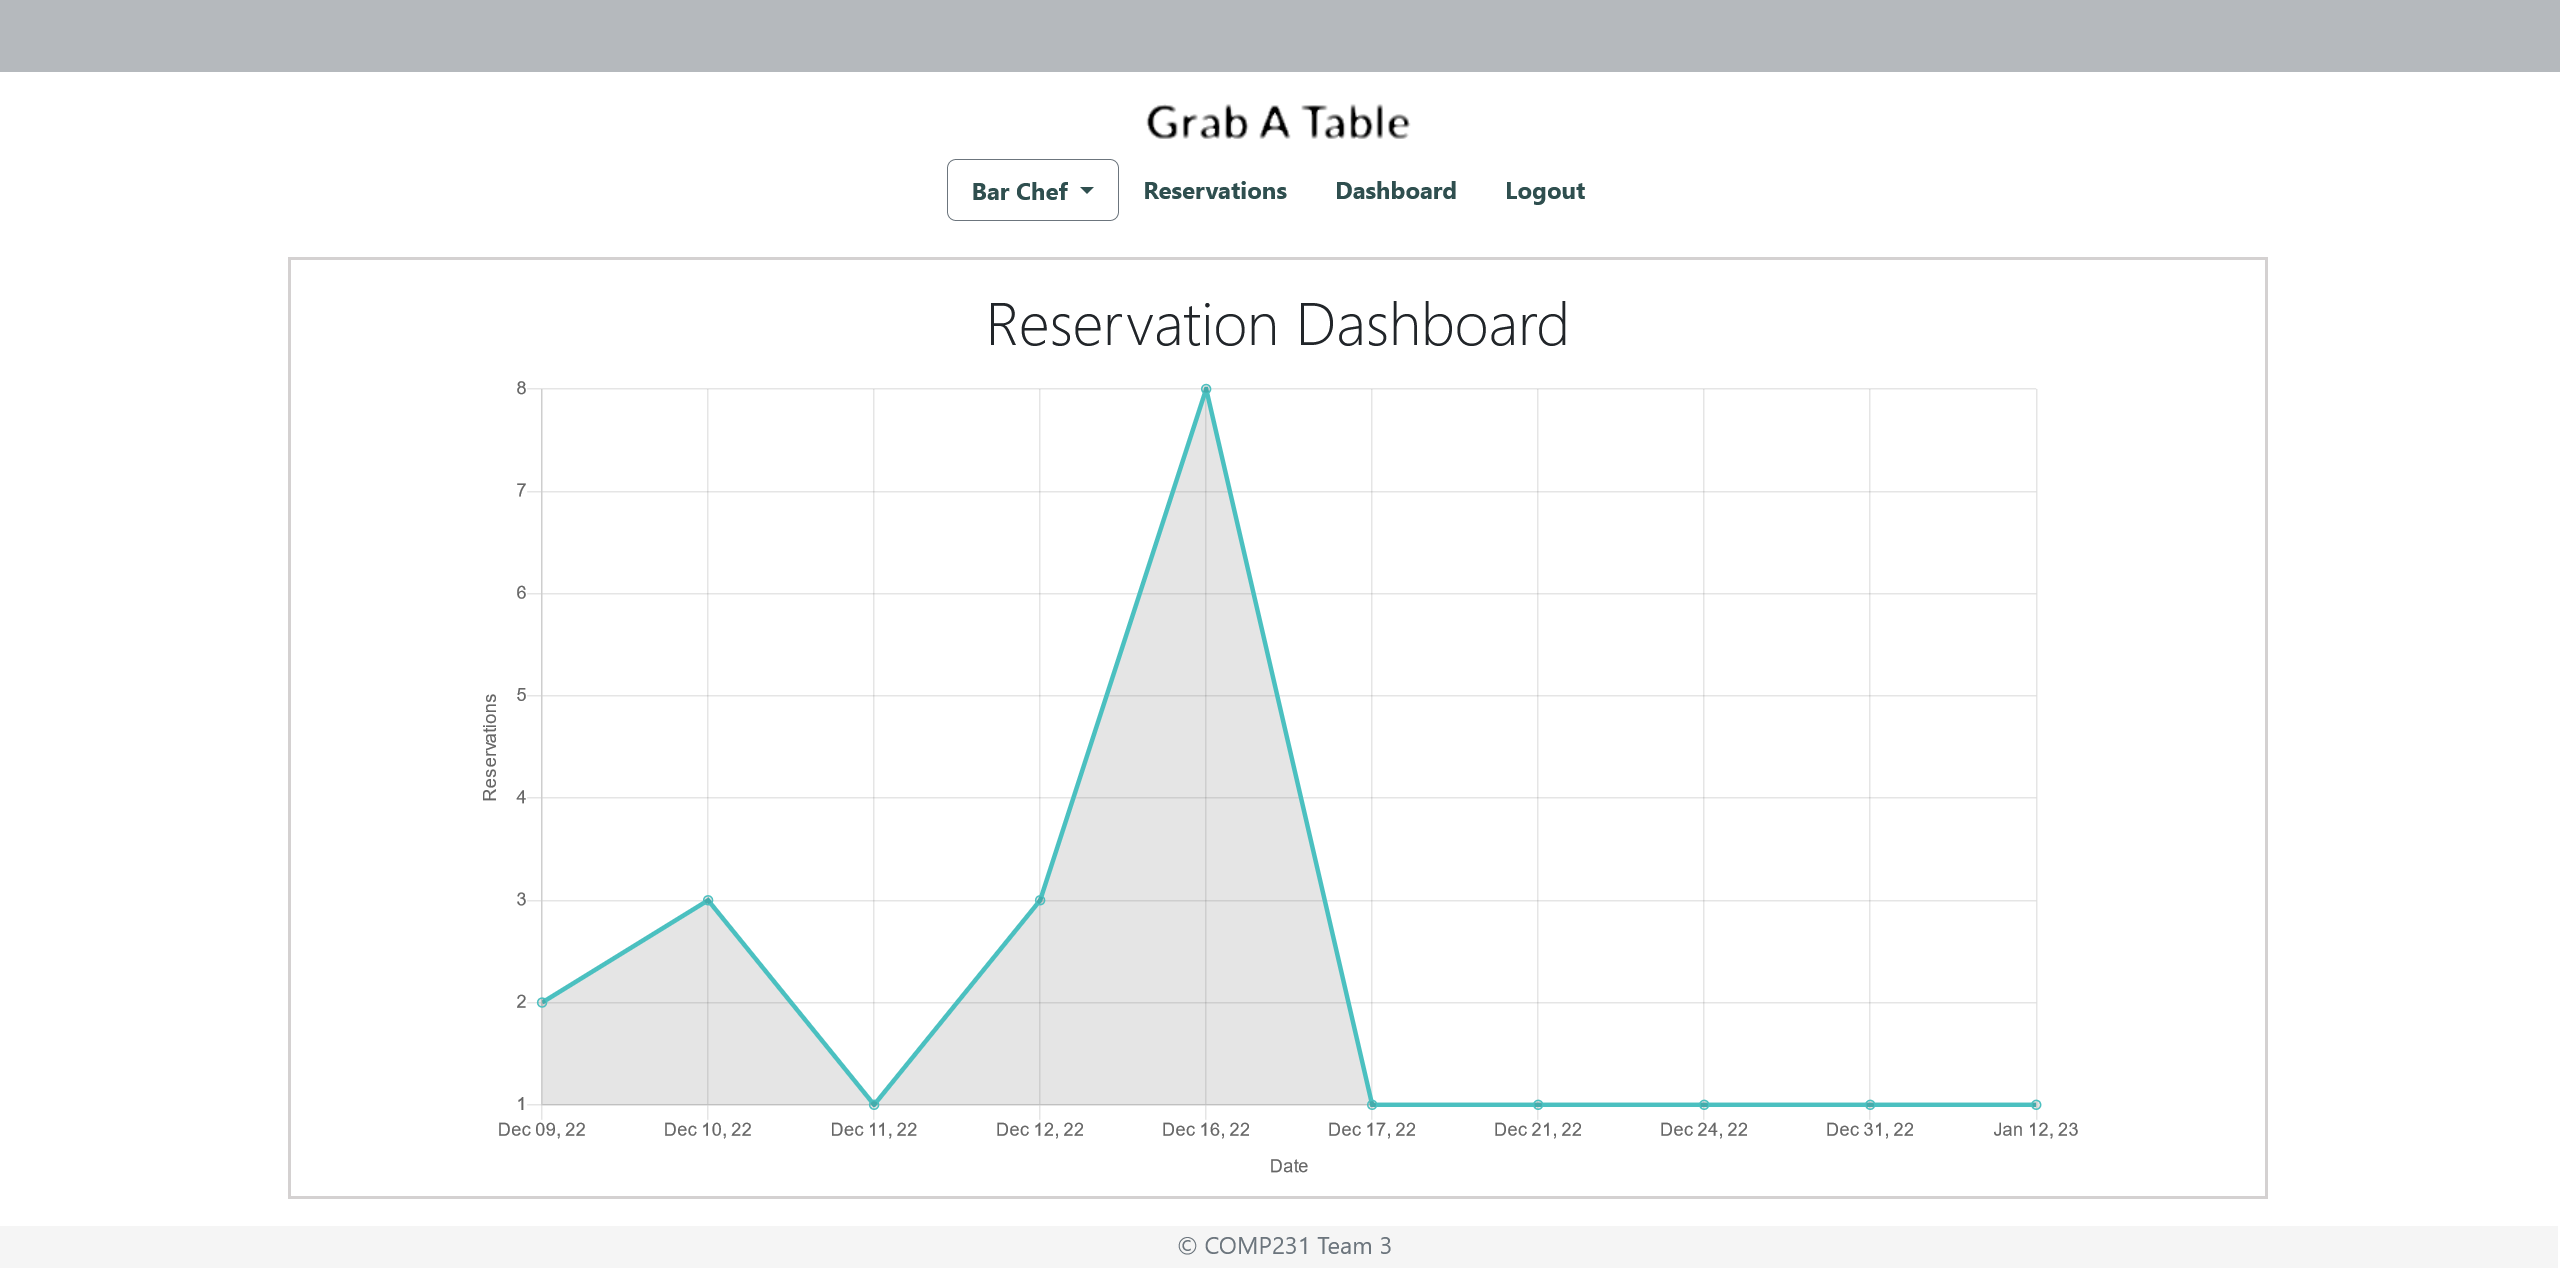 Grab A Table
Bar Chef Reservations Dashboard Logout
Reservation Dashboard
8
7
6
5
4
3
2
1
Reservations
Dec 09, 22 Dec 10, 22 Dec 11, 22 Dec 12, 22 Dec 16, 22 Dec 17, 22 Dec 21, 22 Dec 24, 22 Dec 31, 22 Jan 12, 23
Date
© COMP231 Team 3